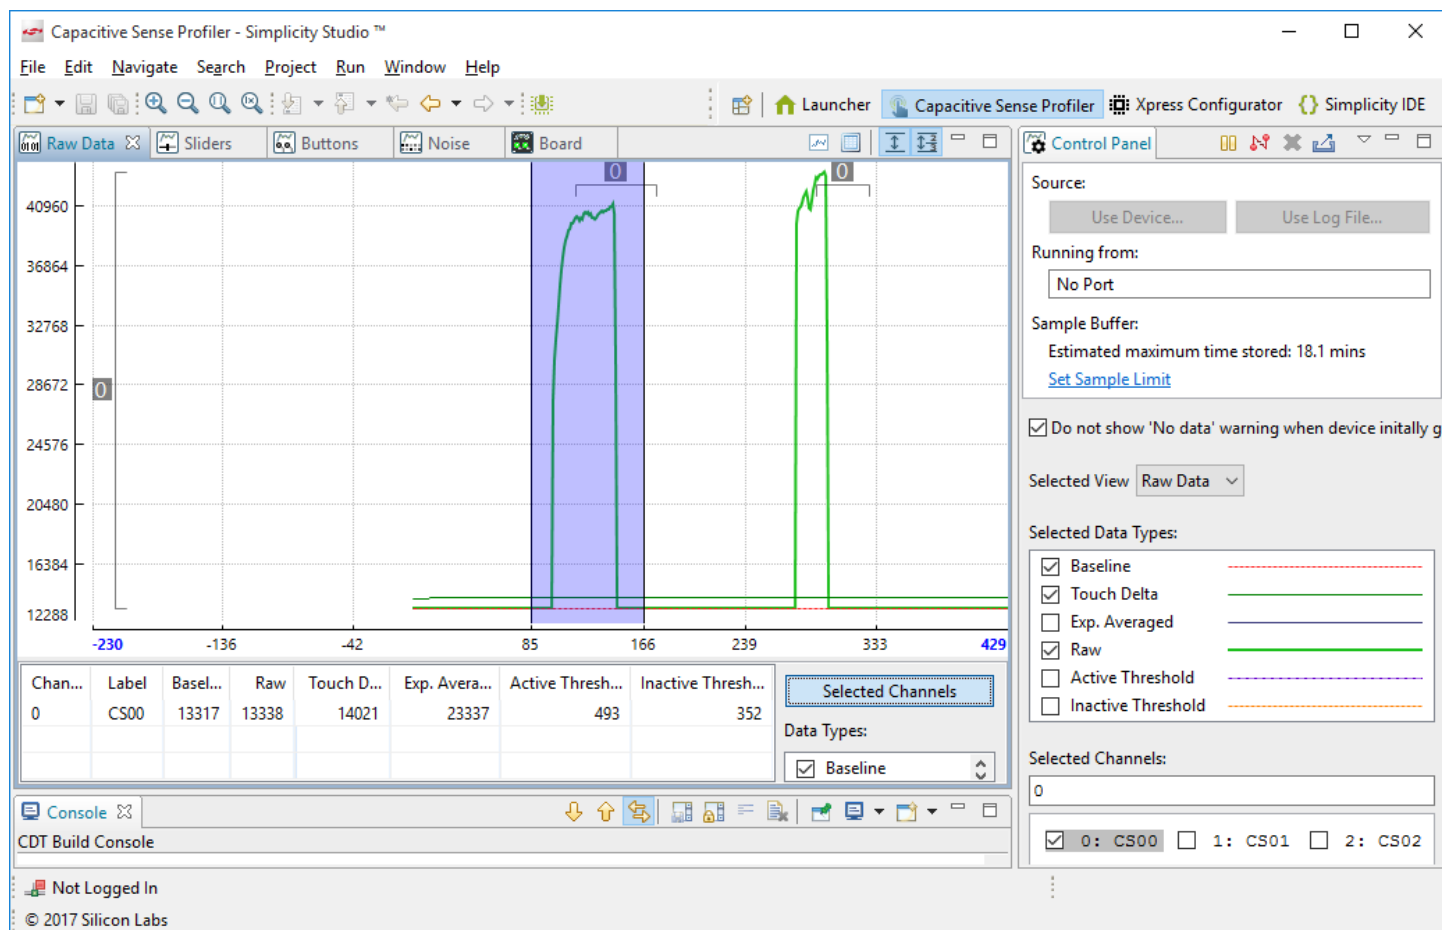 Capacitive Sense Profiler - Simplicity Studio ™
File Edit Navigate Search Project Run Window Help
Launcher Capacitive Sense Profiler Xpress Configurator Simplicity IDE
Raw Data Sliders Buttons Noise Board
0 0
40960
36864
32768
28672
0
24576
20480
16384
12288
-230 -136 -42 85 166 239 333 429
Chan... Label Basel... Raw Touch D... Exp. Avera... Active Thresh... Inactive Thresh...
0 CS00 13317 13338 14021 23337 493 352
Selected Channels
Data Types:
Baseline
Console
CDT Build Console
Control Panel
Source:
Use Device... Use Log File...
Running from:
No Port
Sample Buffer:
Estimated maximum time stored: 18.1 mins
Set Sample Limit
Do not show 'No data' warning when device initally g
Selected View Raw Data
Selected Data Types:
Baseline
Touch Delta
Exp. Averaged
Raw
Active Threshold
Inactive Threshold
Selected Channels:
0
0: CS00 1: CS01 2: CS02
Not Logged In
© 2017 Silicon Labs